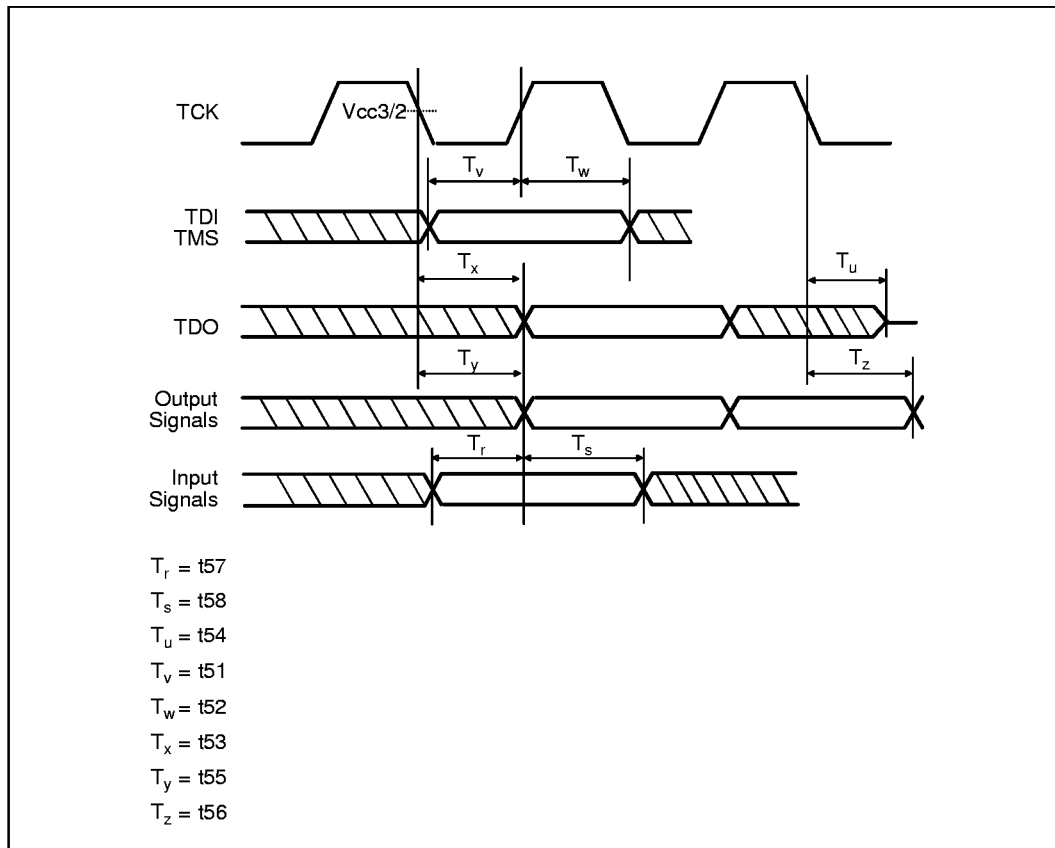 TCK
Vcc3/2
Tv
Tw
TDI
TMS
Tx
Tu
TDO
Ty
Tz
Output
Signals
Tr
Ts
Input
Signals
Tr = t57
Ts = t58
Tu = t54
Tv = t51
Tw = t52
Tx = t53
Ty = t55
Tz = t56